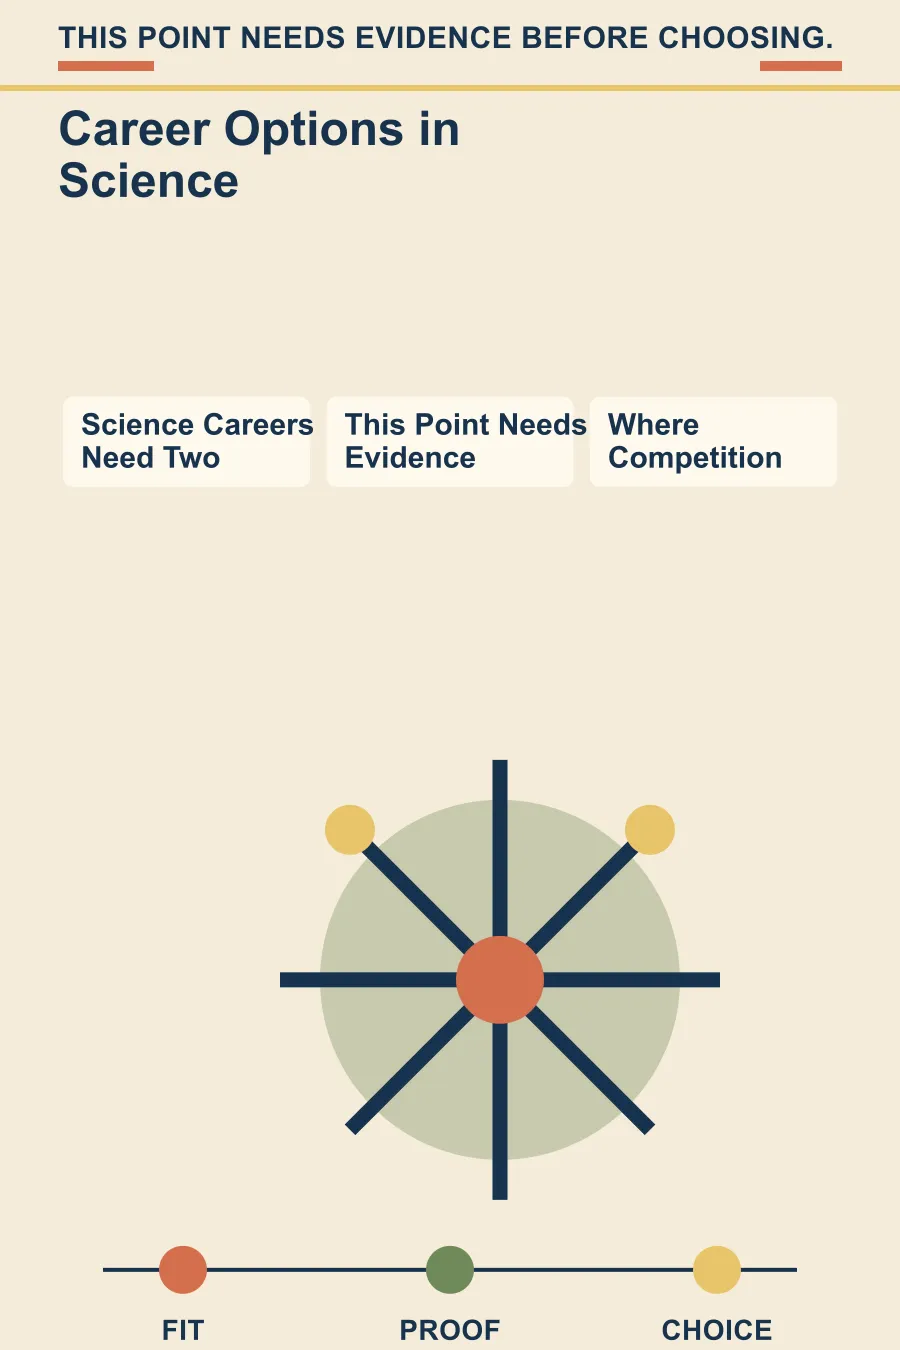 THIS POINT NEEDS EVIDENCE BEFORE CHOOSING.
Career Options in
Science
Science Careers
Need Two
This Point Needs
Evidence
Where
Competition
FIT
PROOF
CHOICE